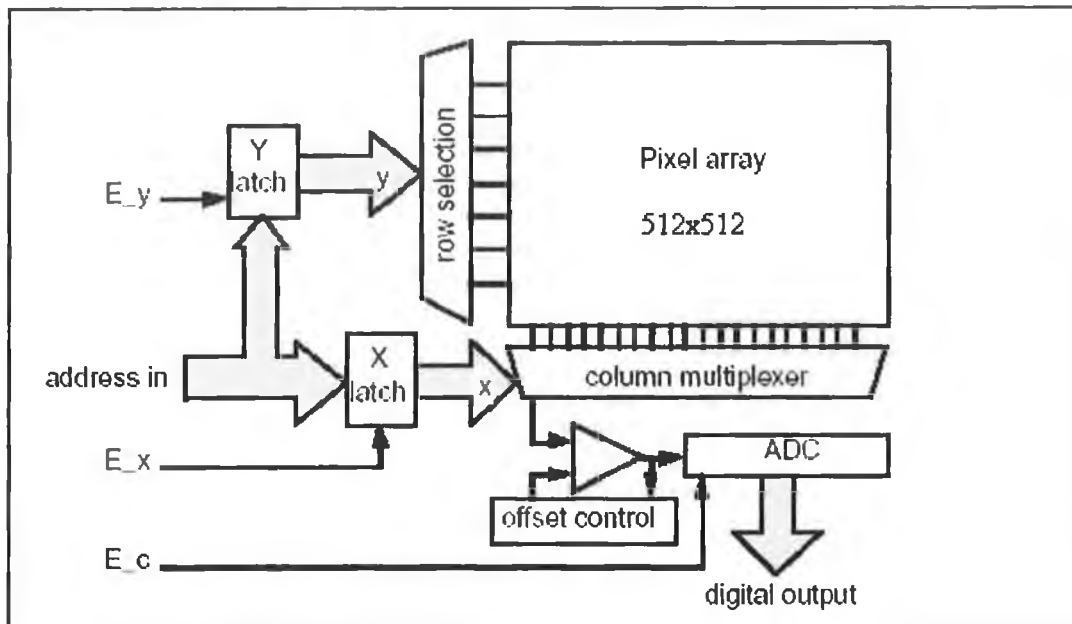 Pixel array
512x512
row selection
Y
latch
y
E_y
X
latch
x
address in
column multiplexer
E_x
ADC
offset control
E_c
digital output